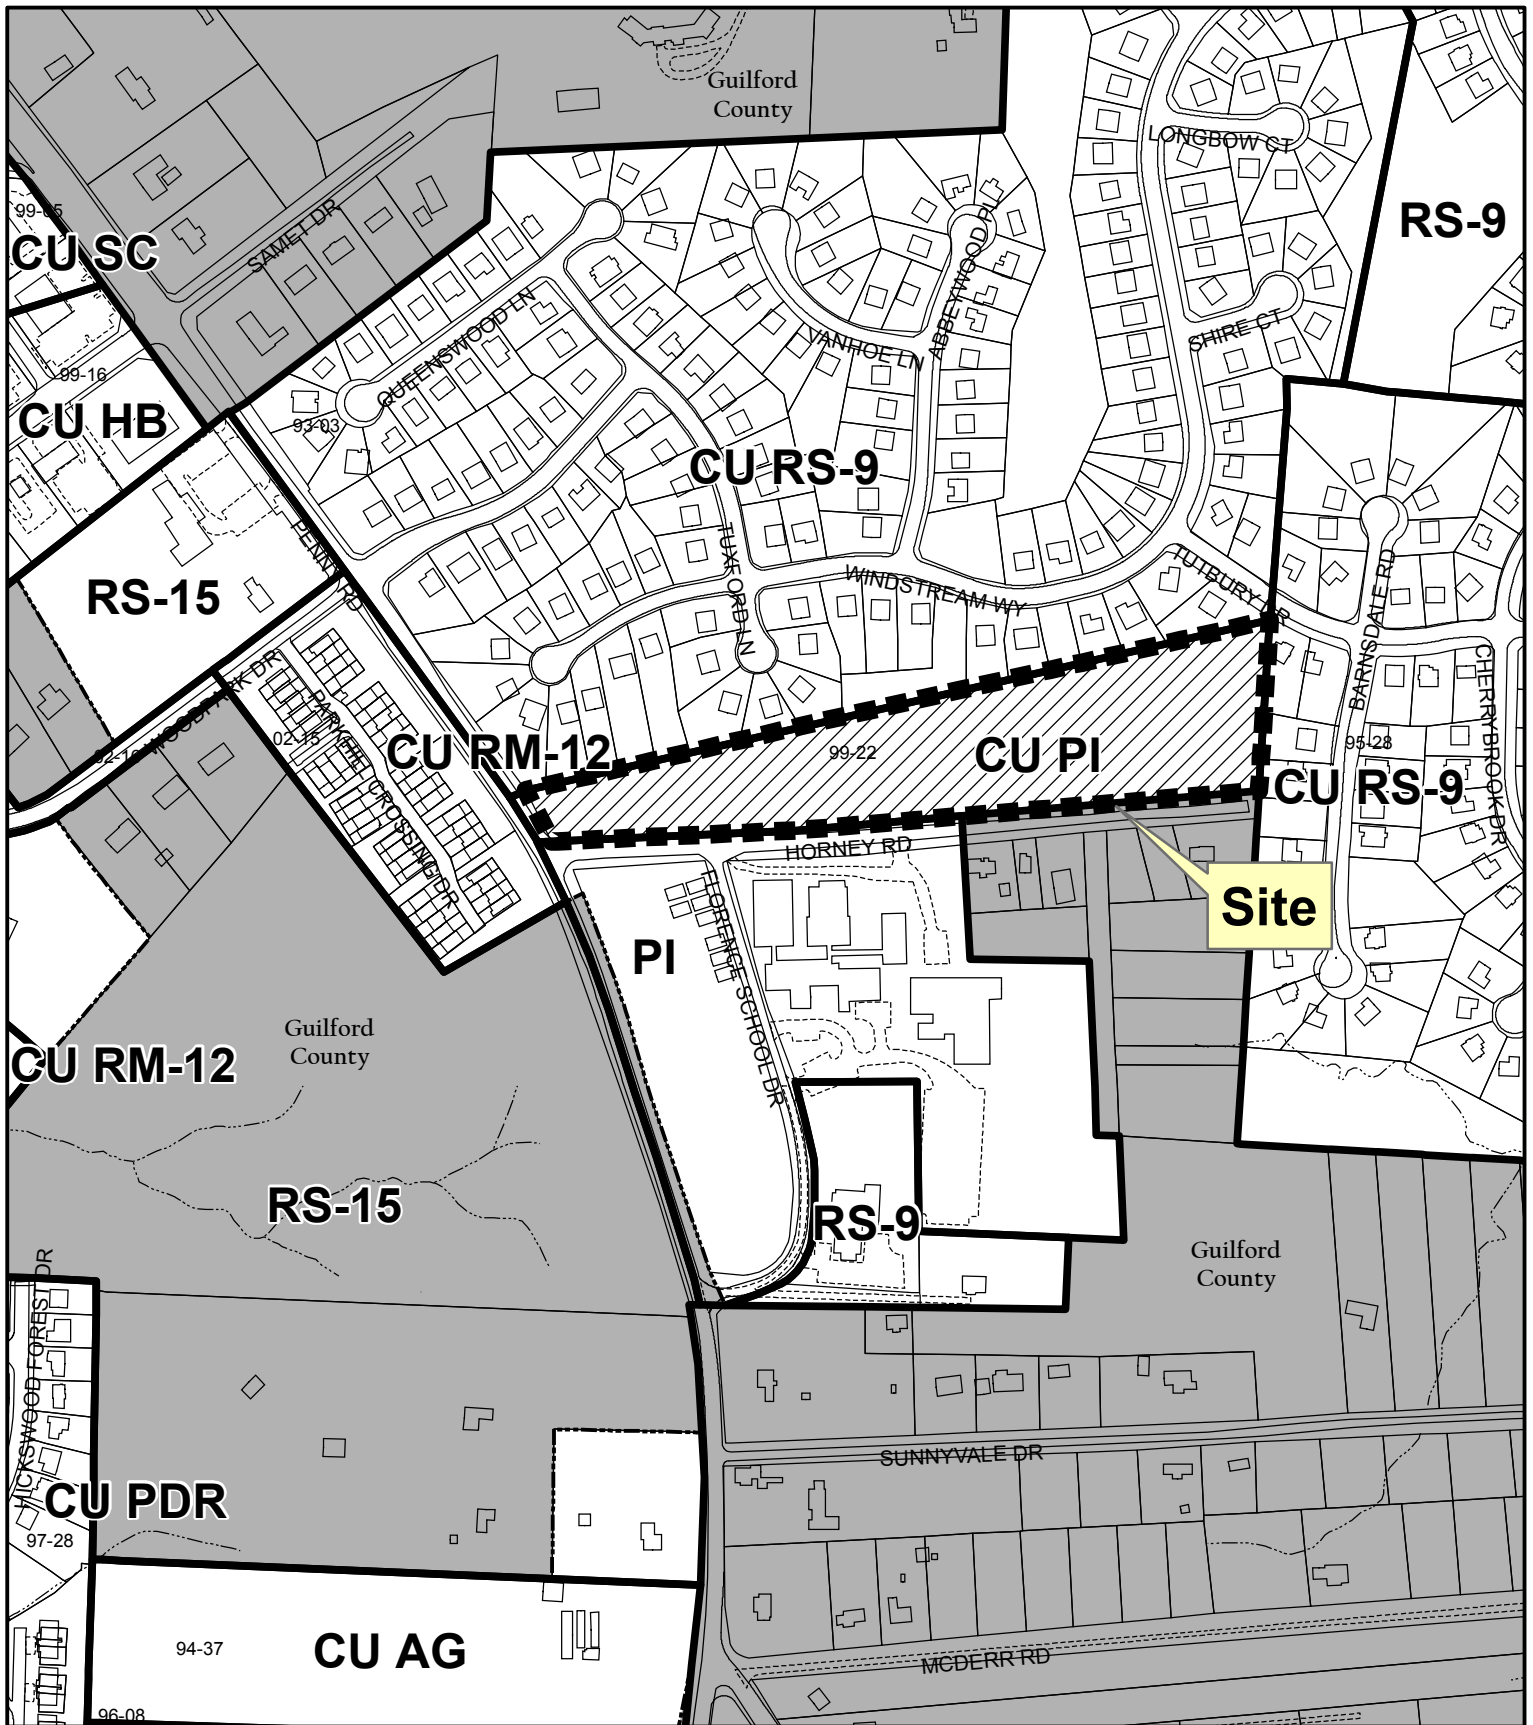 Guilford
County
LONGBOW CT
99-05
CU SC
SAMET DR
RS-9
ABBEYWOOD PL
QUEENSWOOD LN
VANHOE LN
SHIRE CT
99-16
CU HB
93-03
CU RS-9
PENNY RD
TUXFORD LN
WINDSTREAM WY
TUTBURY DR
RS-15
BARNSDALE RD
CHERRYBROOK DR
WOODPARK DR
PARKHILL CROSSING DR
02-15
CU RM-12
99-22
CU PI
95-28
CU RS-9
HORNEY RD
Site
FLORENCE SCHOOL DR
PI
Guilford
County
CU RM-12
RS-15
RS-9
Guilford
County
HICKSWOOD FOREST DR
SUNNYVALE DR
CU PDR
97-28
94-37
CU AG
MCDERR RD
96-08